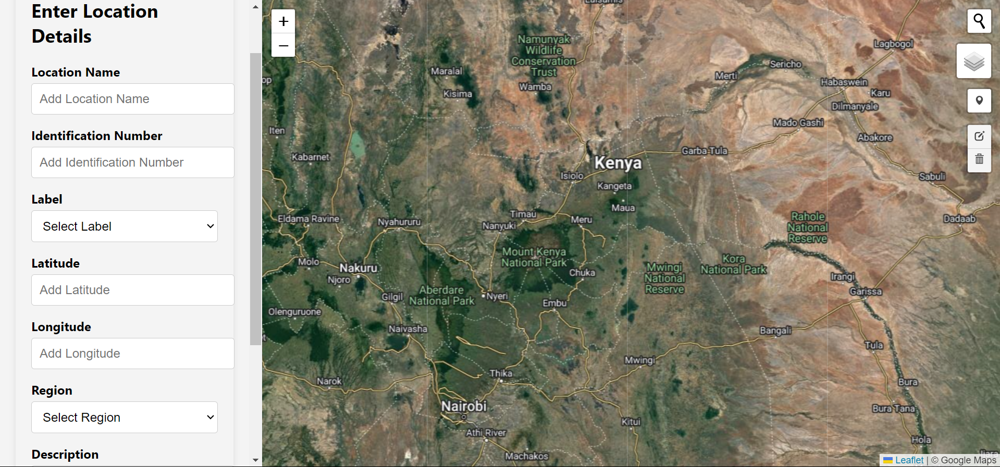 Enter Location
Details
Location Name
Add Location Name
Identification Number
Add Identification Number
Label
Select Label
Latitude
Add Latitude
Longitude
Add Longitude
Region
Select Region
Description
+
−
Namunyak
Wildlife
Conservation
Trust
Lagbogol
Maralal
Sericho
Merti
Habaswein
Wamba
Kisima
Karu
Dilmanyale
Mado Gashi
Iten
Abakore
Kabarnet
Garba Tula
Kenya
Isiolo
Sabuli
Kangeta
Maua
Timau
Eldama Ravine
Nyahururu
Nanyuki
Meru
Rahole
National
Reserve
Dadaab
Mount Kenya
National Park
Molo
Nakuru
Njoro
Chuka
Mwingi
National
Reserve
Kora
National Park
Irangi
Garissa
Aberdare
National Park
Gilgil
Nyeri
Embu
Olenguruone
Naivasha
Bangali
Tula
Mwingi
Narok
Thika
Bura
Nairobi
Bura Tana
Kitui
Athi River
Hola
Machakos
Leaflet | © Google Maps